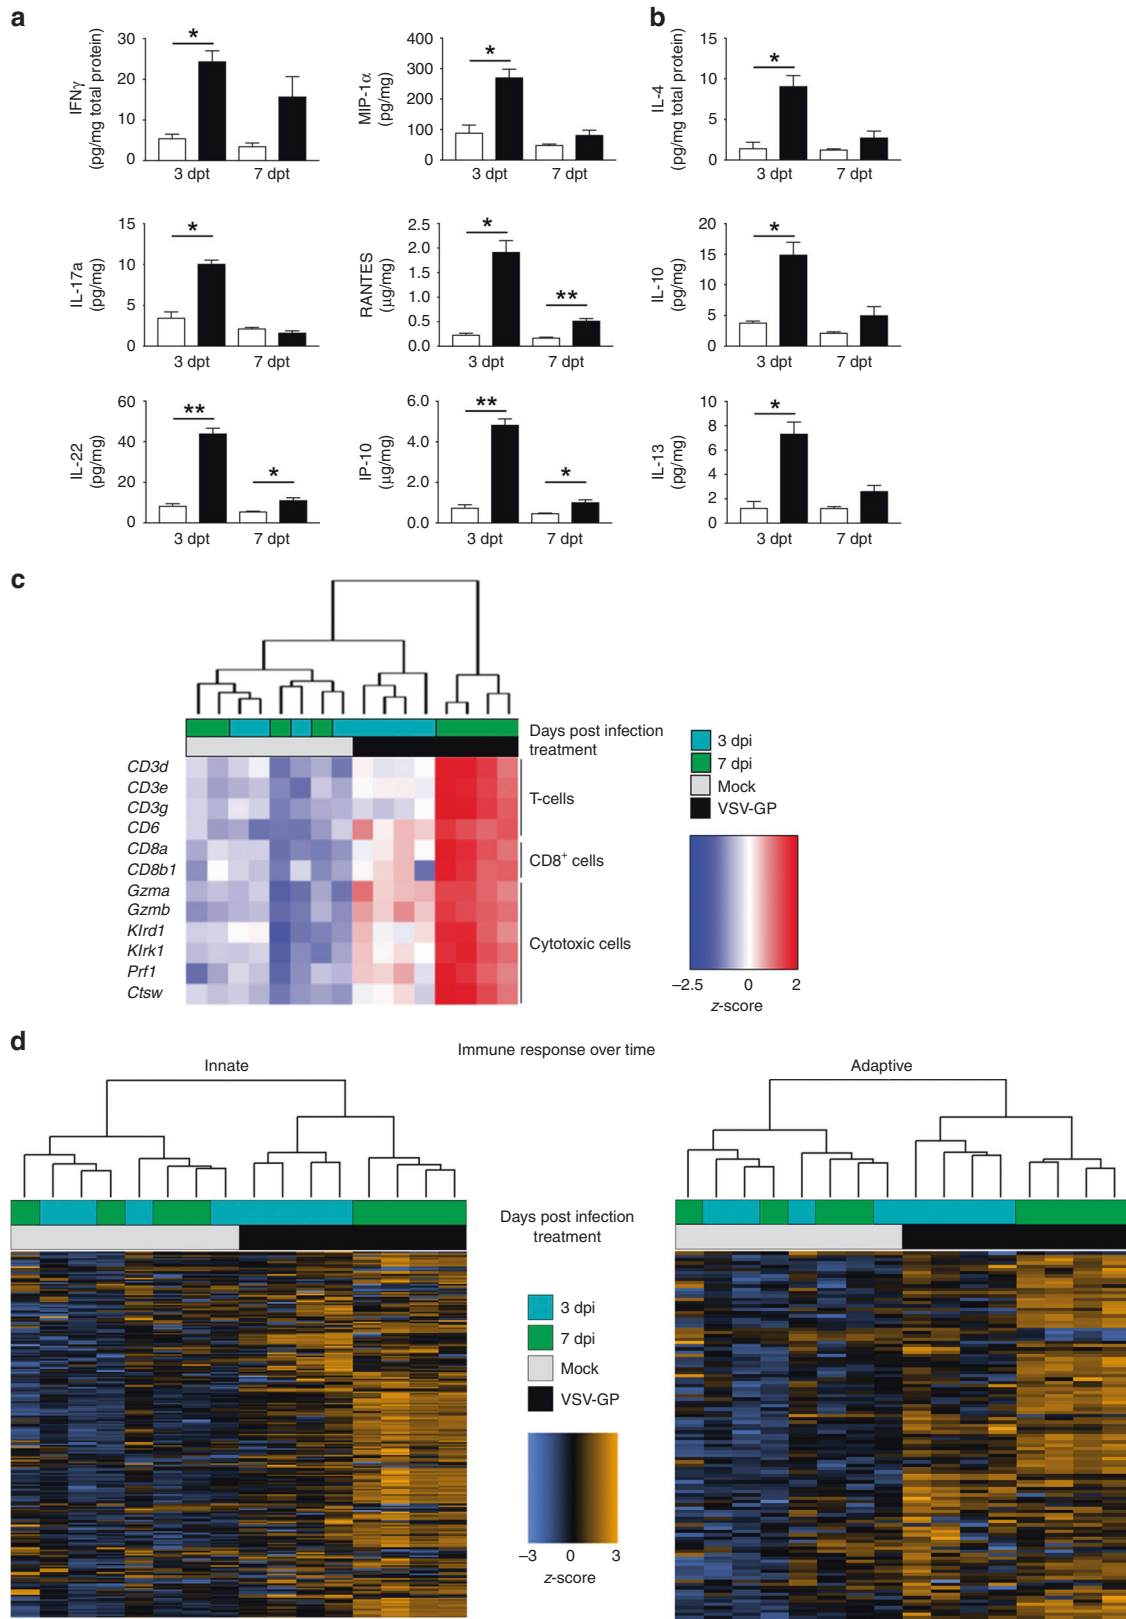 a
IFNγ
(pg/mg total protein)
30
20
10
0
*
3 dpt
7 dpt
MIP-1α
(pg/mg)
400
300
200
100
0
*
3 dpt
7 dpt
b
IL-4
(pg/mg total protein)
15
10
5
0
*
3 dpt
7 dpt
IL-17a
(pg/mg)
15
10
5
0
*
3 dpt
7 dpt
RANTES
(μg/mg)
2.5
2.0
1.5
1.0
0.5
0.0
*
**
3 dpt
7 dpt
IL-10
(pg/mg)
20
15
10
5
0
*
3 dpt
7 dpt
IL-22
(pg/mg)
60
40
20
0
**
*
3 dpt
7 dpt
IP-10
(μg/mg)
6.0
4.0
2.0
0.0
**
*
3 dpt
7 dpt
IL-13
(pg/mg)
10
8
6
4
2
0
*
3 dpt
7 dpt
c
Days post infection
treatment
CD3d
CD3e
CD3g
CD6
CD8a
CD8b1
Gzma
Gzmb
Klrd1
Klrk1
Prf1
Ctsw
T-cells
CD8+ cells
Cytotoxic cells
3 dpi
7 dpi
Mock
VSV-GP
−2.5
0
2
z-score
d
Immune response over time
Innate
Adaptive
Days post infection
treatment
3 dpi
7 dpi
Mock
VSV-GP
−3
0
3
z-score